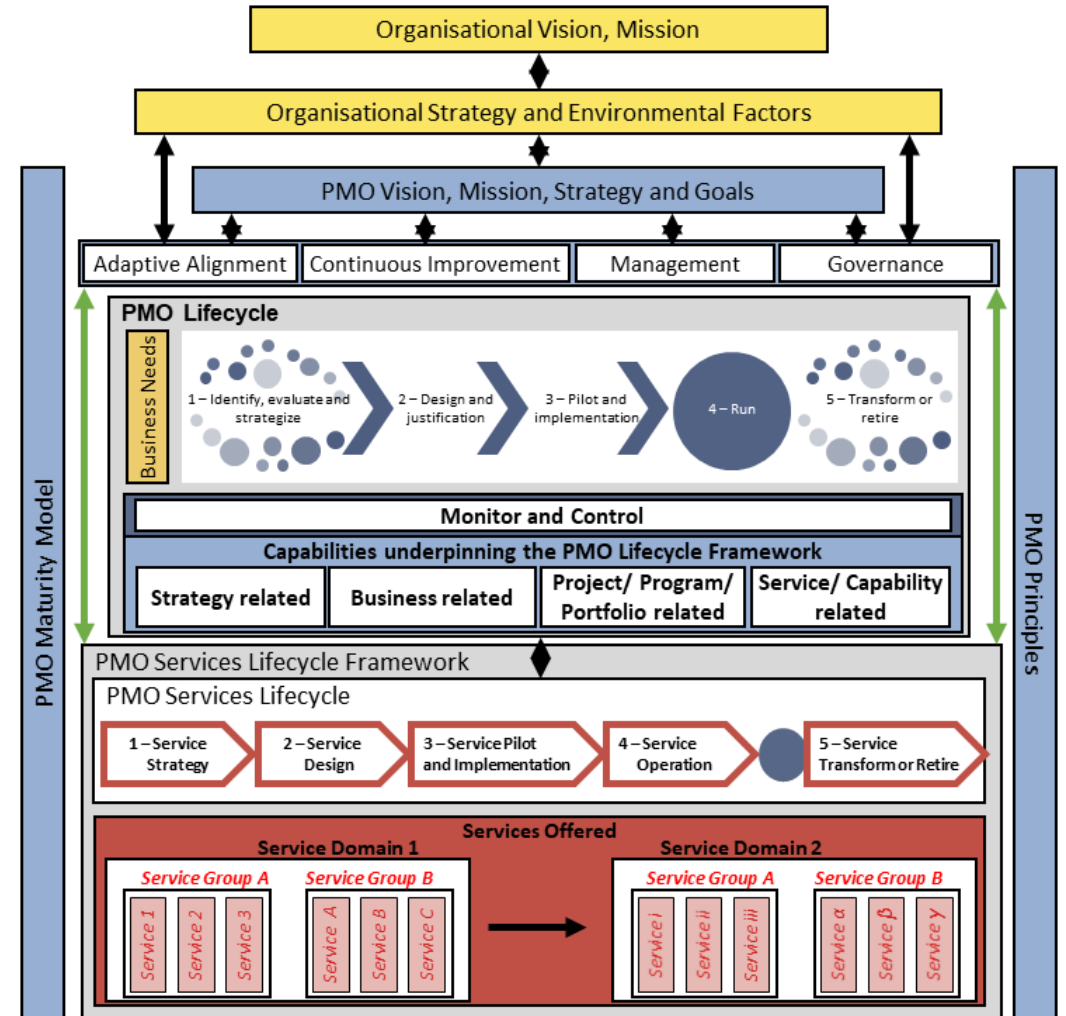 Organisational Vision, Mission
Organisational Strategy and Environmental Factors
PMO Vision, Mission, Strategy and Goals
Adaptive Alignment
Continuous Improvement
Management
Governance
PMO Maturity Model
PMO Principles
PMO Lifecycle
Business Needs
1 – Identify, evaluate and
strategize
2 – Design and
justification
3 – Pilot and
implementation
4 – Run
5 – Transform or
retire
Monitor and Control
Capabilities underpinning the PMO Lifecycle Framework
Strategy related
Business related
Project/ Program/
Portfolio related
Service/ Capability
related
PMO Services Lifecycle Framework
PMO Services Lifecycle
1 – Service
Strategy
2 – Service
Design
3 – Service Pilot
and Implementation
4 – Service
Operation
5 – Service
Transform or Retire
Services Offered
Service Domain 1
Service Group A
Service 1
Service 2
Service 3
Service Group B
Service A
Service B
Service C
Service Domain 2
Service Group A
Service i
Service ii
Service iii
Service Group B
Service α
Service β
Service γ